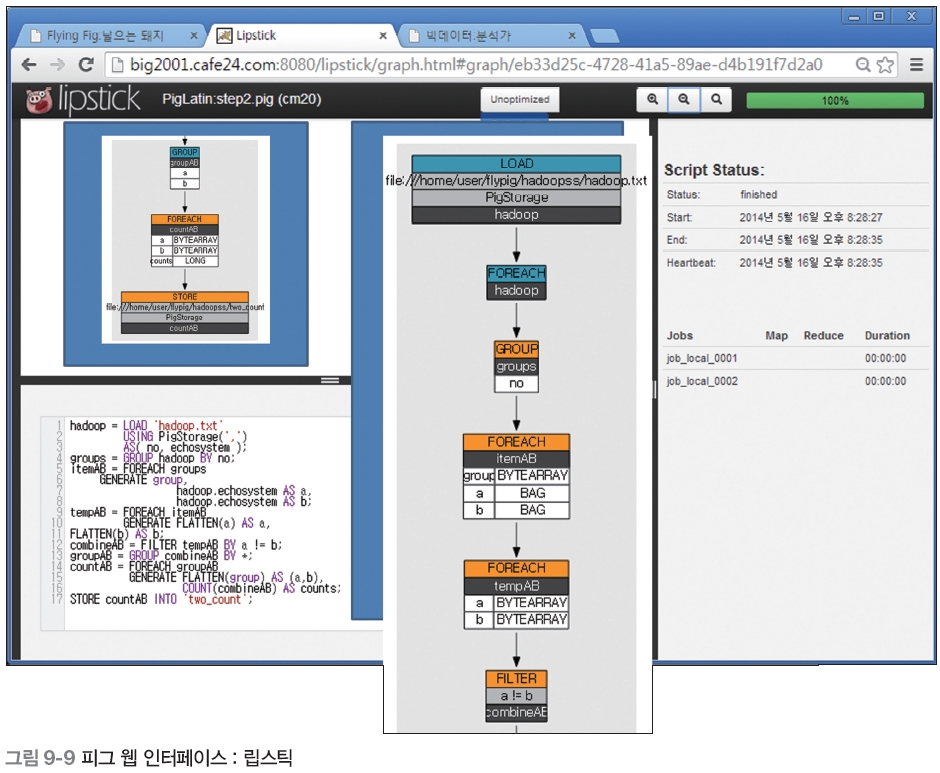 Flying Fig.날으는 돼지
Lipstick
빅데이터.분석가
big2001.cafe24.com:8080/lipstick/graph.html#graph/eb33d25c-4728-41a5-89ae-d4b191f7d2a0
lipstick
PigLatin:step2.pig (cm20)
Unoptimized
100%
GROUP
groupAB
a
b
FOREACH
countAB
a BYTEARRAY
b BYTEARRAY
counts LONG
STORE
file:///home/user/flypig/hadoopss/two_count
PigStorage
countAB
1 hadoop = LOAD 'hadoop.txt'
2 USING PigStorage(',')
3 AS( no, echosystem );
4 groups = GROUP hadoop BY no;
5 itemAB = FOREACH groups
6 GENERATE group,
7 hadoop.echosystem AS a,
8 hadoop.echosystem AS b;
9 tempAB = FOREACH itemAB
10 GENERATE FLATTEN(a) AS a,
11 FLATTEN(b) AS b;
12 combineAB = FILTER tempAB BY a != b;
13 groupAB = GROUP combineAB BY *;
14 countAB = FOREACH groupAB
15 GENERATE FLATTEN(group) AS (a,b),
16 COUNT(combineAB) AS counts;
17 STORE countAB INTO 'two_count';
LOAD
file:///home/user/flypig/hadoopss/hadoop.txt
PigStorage
hadoop
FOREACH
hadoop
GROUP
groups
no
FOREACH
itemAB
group BYTEARRAY
a BAG
b BAG
FOREACH
tempAB
a BYTEARRAY
b BYTEARRAY
FILTER
a != b
combineAB
Script Status:
Status: finished
Start: 2014년 5월 16일 오후 8:28:27
End: 2014년 5월 16일 오후 8:28:35
Heartbeat: 2014년 5월 16일 오후 8:28:35
Jobs Map Reduce Duration
job_local_0001 00:00:00
job_local_0002 00:00:00
그림 9-9 피그 웹 인터페이스 : 립스틱